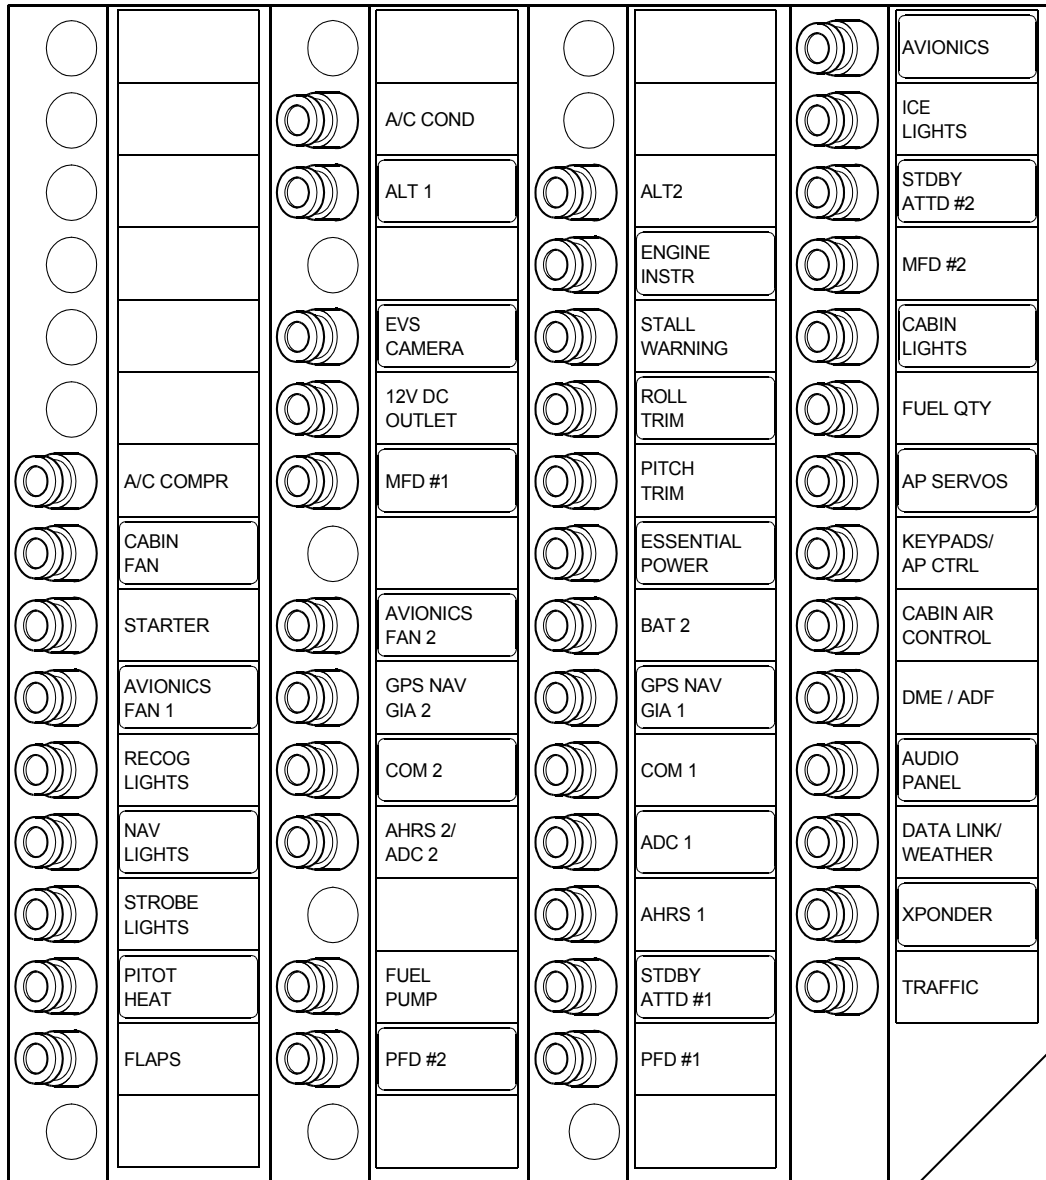 A/C COMPR
CABIN
FAN
STARTER
AVIONICS
FAN 1
RECOG
LIGHTS
NAV
LIGHTS
STROBE
LIGHTS
PITOT
HEAT
FLAPS
A/C COND
ALT 1
EVS
CAMERA
12V DC
OUTLET
MFD #1
AVIONICS
FAN 2
GPS NAV
GIA 2
COM 2
AHRS 2/
ADC 2
FUEL
PUMP
PFD #2
ALT2
ENGINE
INSTR
STALL
WARNING
ROLL
TRIM
PITCH
TRIM
ESSENTIAL
POWER
BAT 2
GPS NAV
GIA 1
COM 1
ADC 1
AHRS 1
STDBY
ATTD #1
PFD #1
AVIONICS
ICE
LIGHTS
STDBY
ATTD #2
MFD #2
CABIN
LIGHTS
FUEL QTY
AP SERVOS
KEYPADS/
AP CTRL
CABIN AIR
CONTROL
DME / ADF
AUDIO
PANEL
DATA LINK/
WEATHER
XPONDER
TRAFFIC